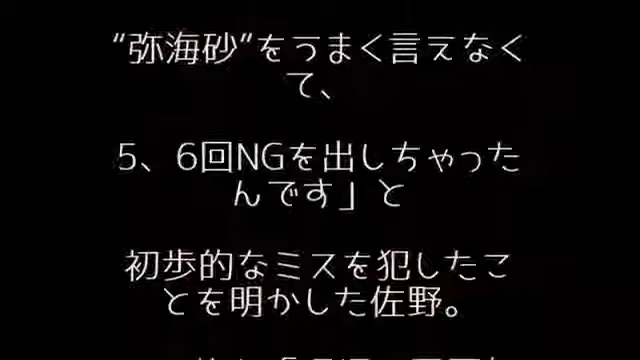 “弥海砂”をうまく言えなく
て、
5、6回NGを出しちゃった
んです」と
初歩的なミスを犯したこ
とを明かした佐野。